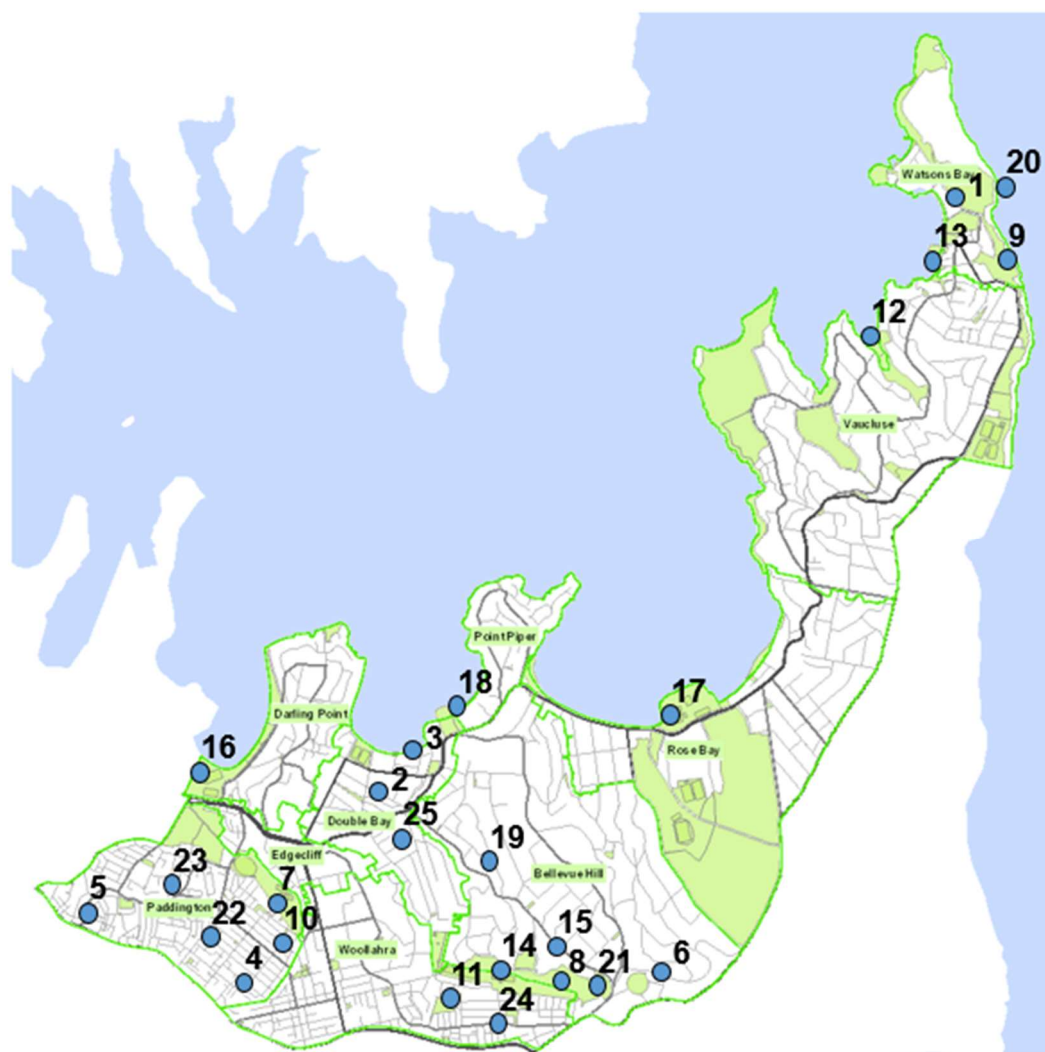 20
Watsons Bay
1
13
9
12
Vaucluse
Point Piper
18
17
Darling Point
3
Rose Bay
16
2
Double Bay
25
Edgecliff
19
Bellevue Hill
23
7
5
Paddington
22
10
15
Woollahra
14
6
4
11
8
21
24